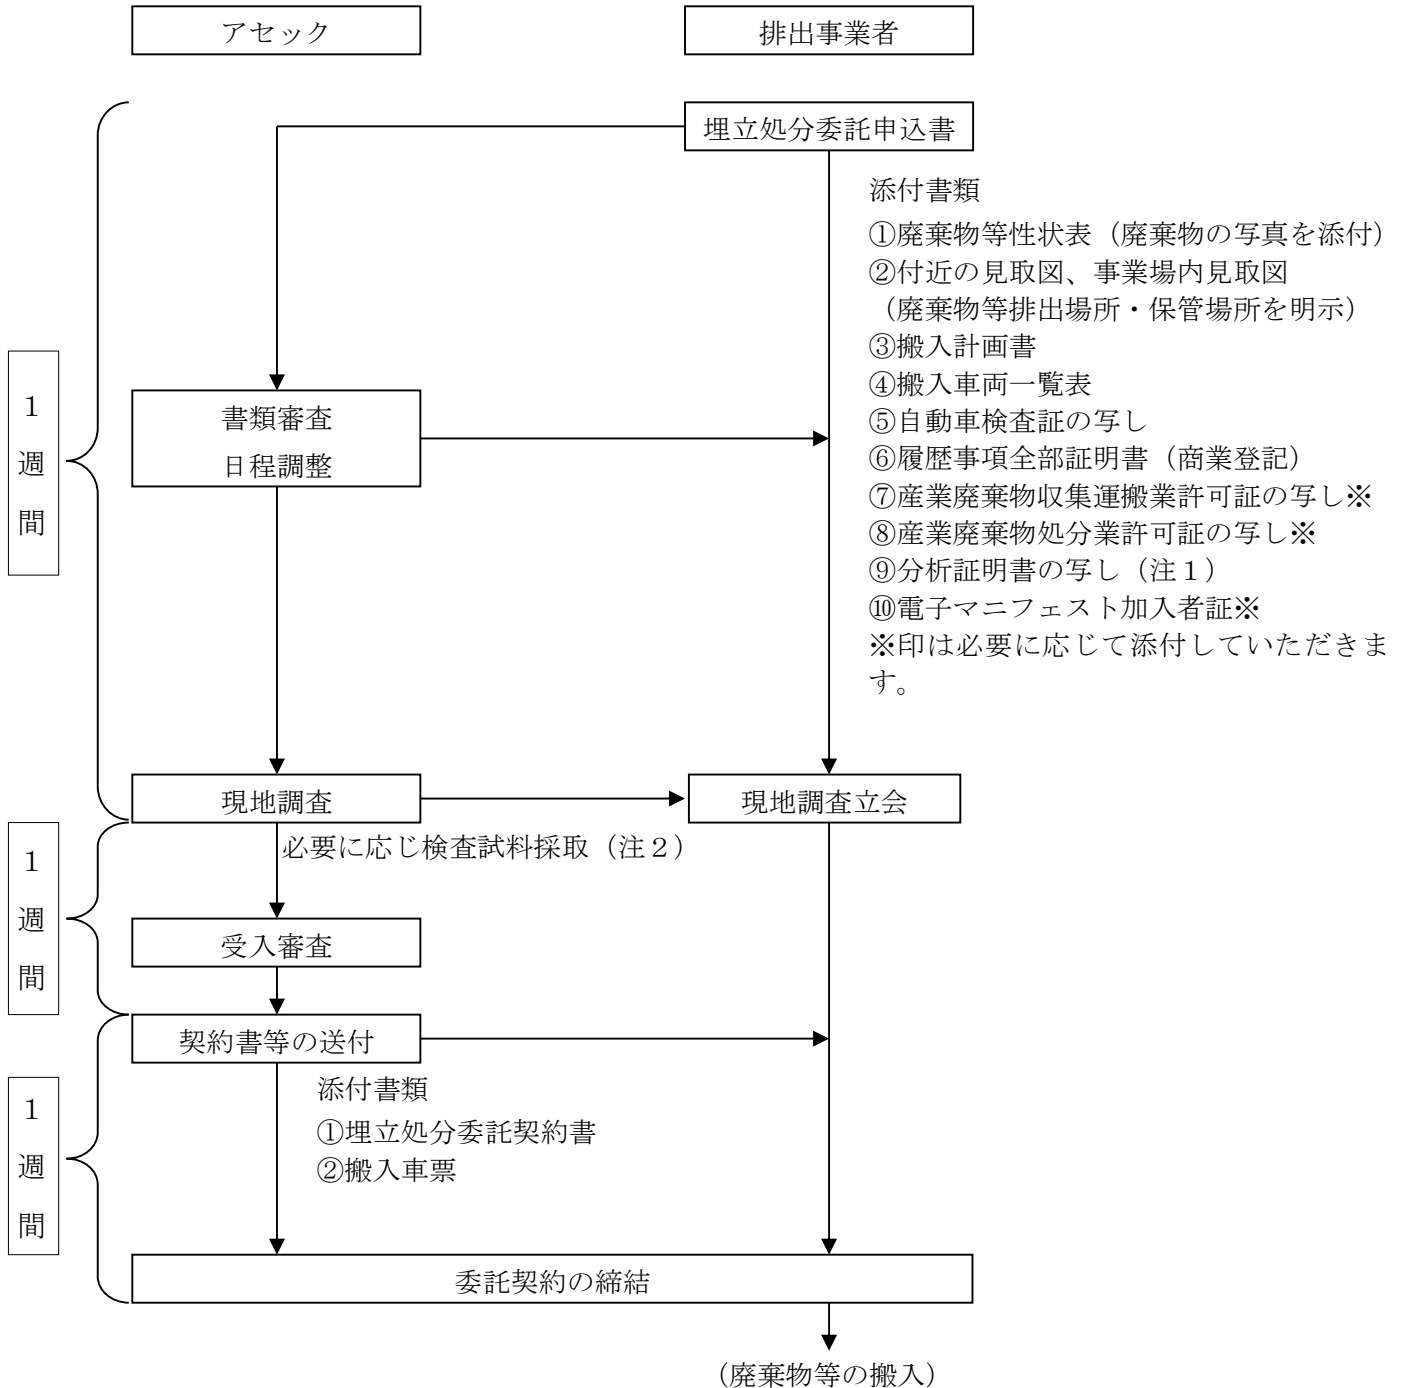 アセック
排出事業者
埋立処分委託申込書
添付書類
①廃棄物等性状表（廃棄物の写真を添付）
②付近の見取図、事業場内見取図
（廃棄物等排出場所・保管場所を明示）
③搬入計画書
④搬入車両一覧表
⑤自動車検査証の写し
⑥履歴事項全部証明書（商業登記）
⑦産業廃棄物収集運搬業許可証の写し※
⑧産業廃棄物処分業許可証の写し※
⑨分析証明書の写し（注１）
⑩電子マニフェスト加入者証※
※印は必要に応じて添付していただきま
す。
１
週
間
書類審査
日程調整
現地調査
現地調査立会
必要に応じ検査試料採取（注２）
１
週
間
受入審査
契約書等の送付
添付書類
①埋立処分委託契約書
②搬入車票
１
週
間
委託契約の締結
（廃棄物等の搬入）